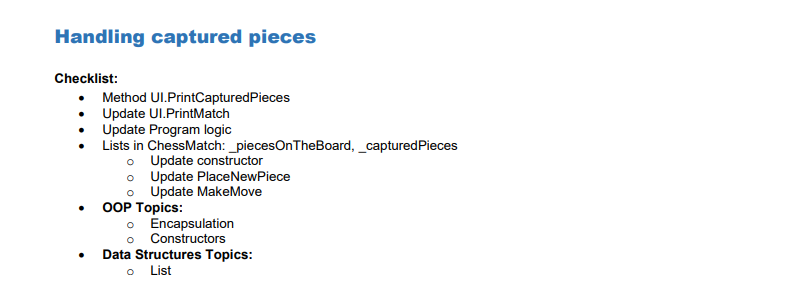 Handling captured pieces
Checklist:
• Method UI.PrintCapturedPieces
• Update UI.PrintMatch
• Update Program logic
• Lists in ChessMatch: _piecesOnTheBoard, _capturedPieces
o Update constructor
o Update PlaceNewPiece
o Update MakeMove
• OOP Topics:
o Encapsulation
o Constructors
• Data Structures Topics:
o List